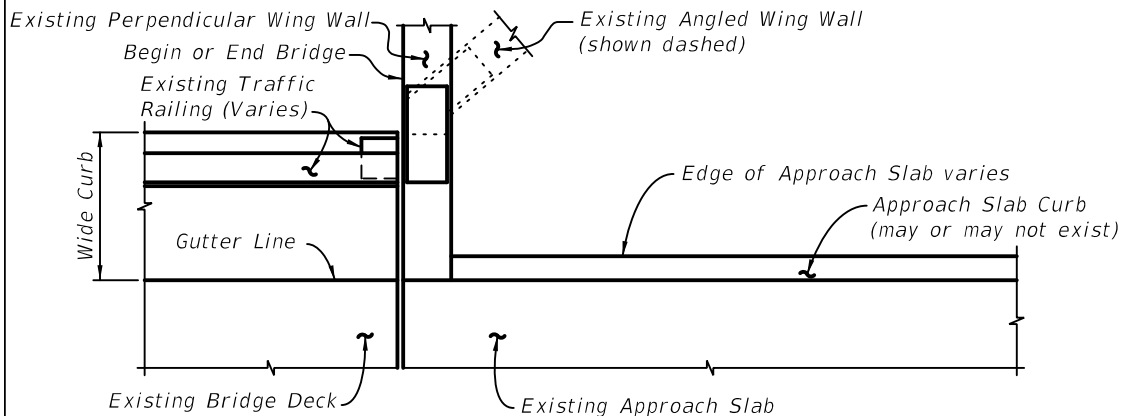 Existing Perpendicular Wing Wall
Existing Angled Wing Wall
(shown dashed)
Begin or End Bridge
Existing Traffic
Railing (Varies)
Wide Curb
Edge of Approach Slab varies
Approach Slab Curb
(may or may not exist)
Gutter Line
Existing Bridge Deck
Existing Approach Slab